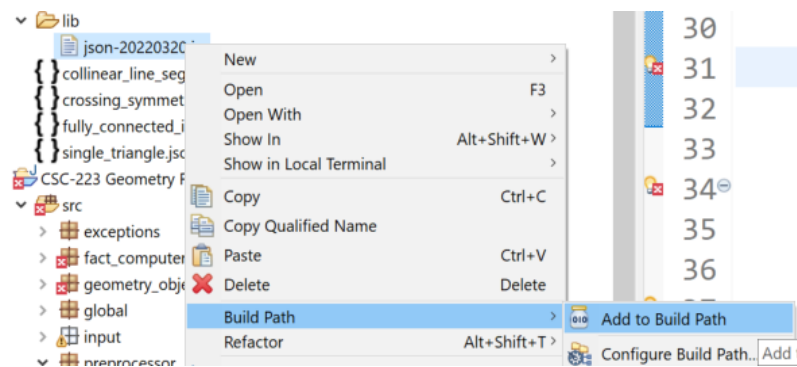 lib
json-20220320.j
collinear_line_seg
crossing_symmet
fully_connected_i
single_triangle.jsc
CSC-223 Geometry F
src
exceptions
fact_computer
geometry_obje
global
input
preprocessor
New
Open F3
Open With
Show In Alt+Shift+W
Show in Local Terminal
Copy Ctrl+C
Copy Qualified Name
Paste Ctrl+V
Delete Delete
Build Path
Refactor Alt+Shift+T
Add to Build Path
Configure Build Path...
Add
30
31
32
33
34
35
36